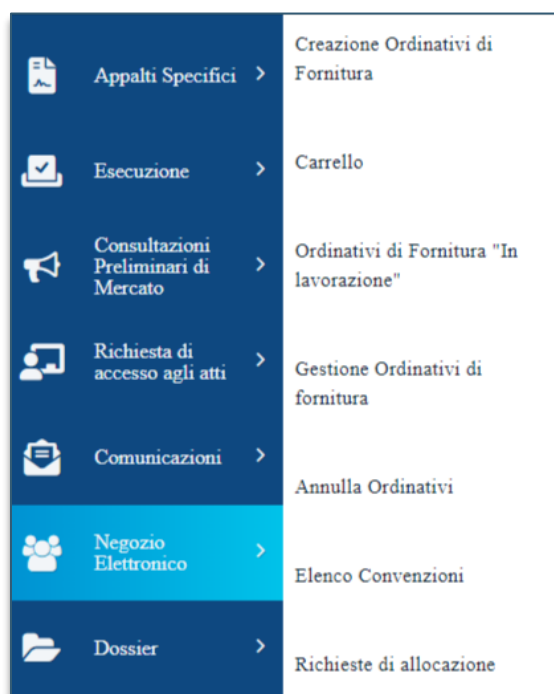 Appalti Specifici
Esecuzione
Consultazioni
Preliminari di
Mercato
Richiesta di
accesso agli atti
Comunicazioni
Negozio
Elettronico
Dossier
Creazione Ordinativi di
Fornitura
Carrello
Ordinativi di Fornitura "In
lavorazione"
Gestione Ordinativi di
fornitura
Annulla Ordinativi
Elenco Convenzioni
Richieste di allocazione